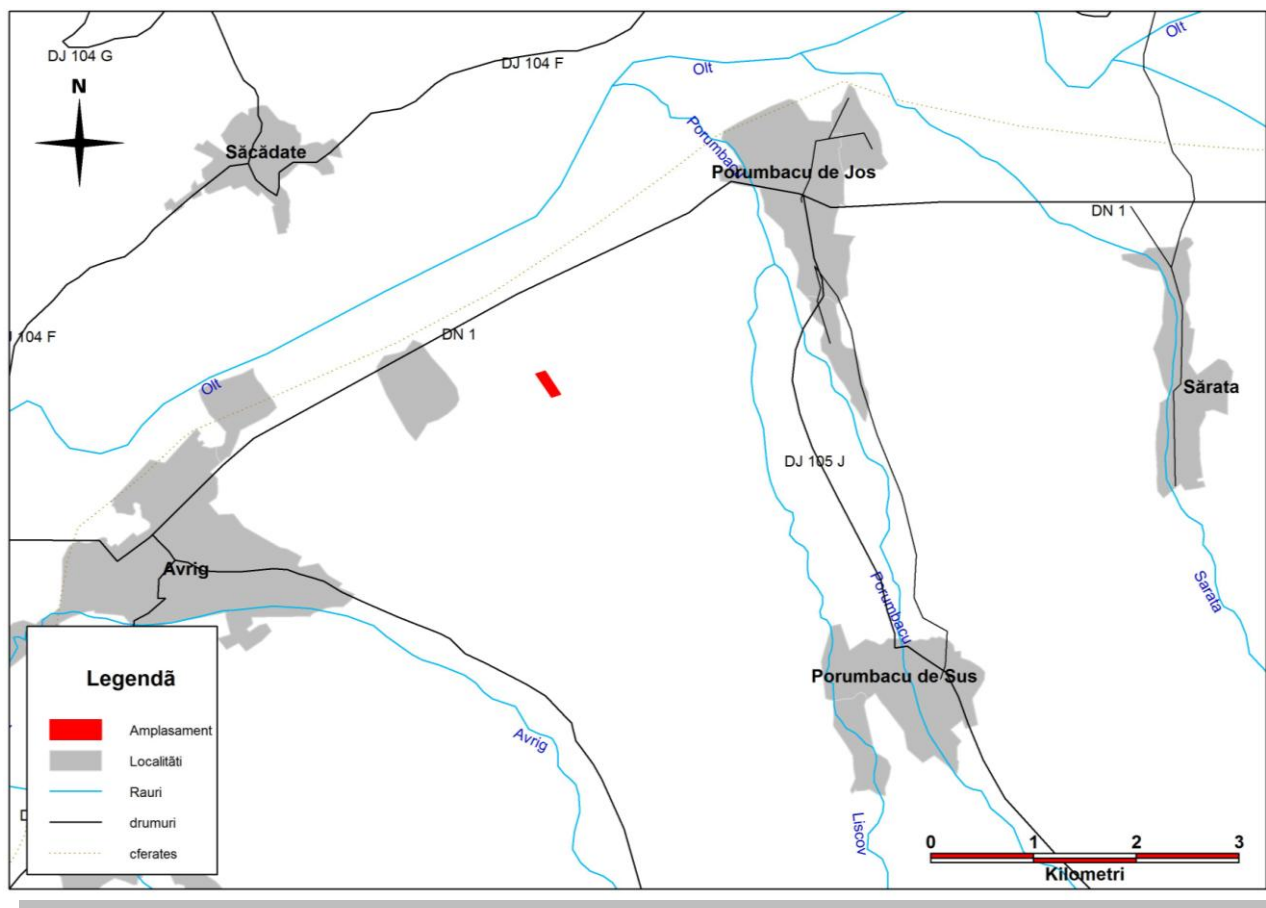 Olt
DJ 104 G
DJ 104 F
Olt
N
Săcădate
Porumbacu
Porumbacu de Jos
DN 1
DN 1
J 104 F
Olt
Sărata
DJ 105 J
Avrig
Porumbacu
Sarata
Porumbacu de Sus
Avrig
Liscov
Legendã
Amplasament
Localităti
Rauri
drumuri
cferates
0 1 2 3
Kilometri